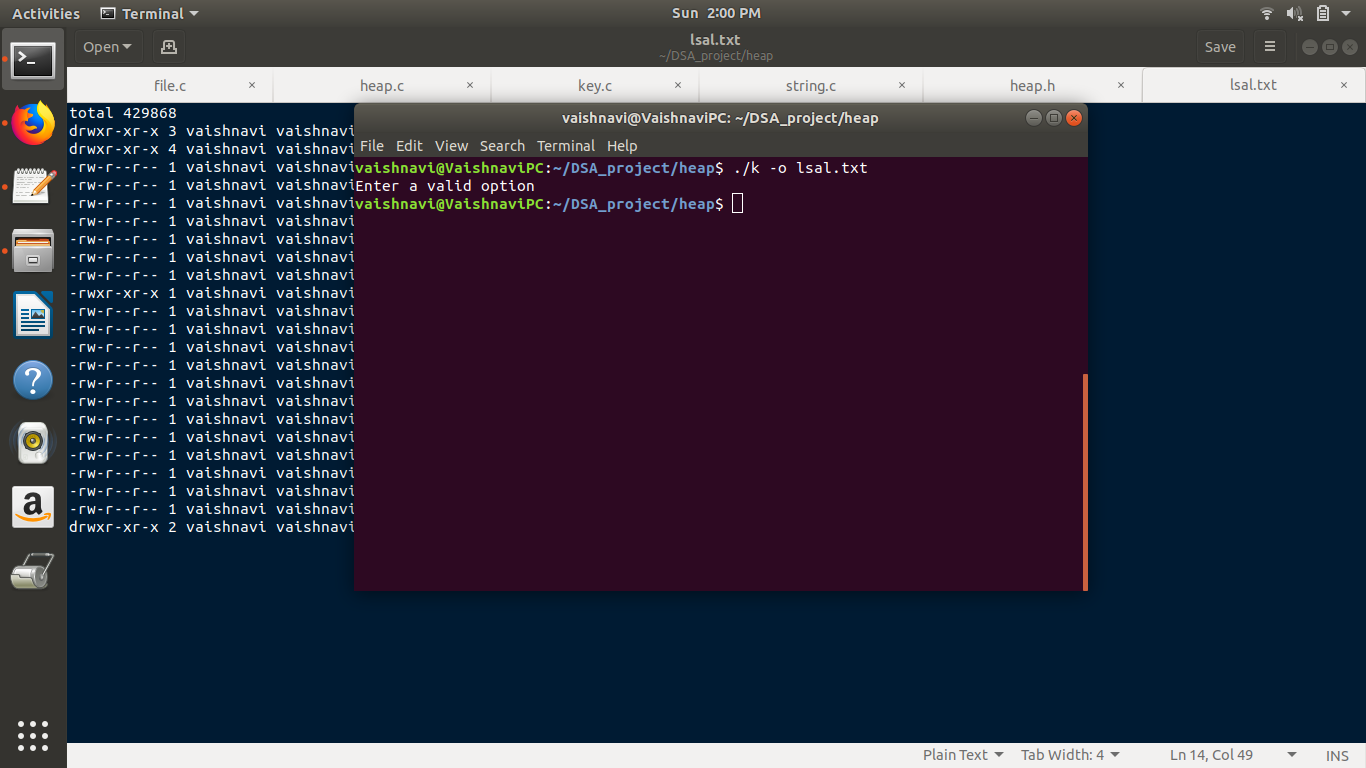 Activities Terminal Sun 2:00 PM
Open lsal.txt Save
~/DSA_project/heap
file.c × heap.c × key.c × string.c × heap.h × lsal.txt ×
total 429868
drwxr-xr-x 3 vaishnavi vaishnavi
drwxr-xr-x 4 vaishnavi vaishnavi
-rw-r--r-- 1 vaishnavi vaishnavi
-rw-r--r-- 1 vaishnavi vaishnavi
-rw-r--r-- 1 vaishnavi vaishnavi
-rw-r--r-- 1 vaishnavi vaishnavi
-rw-r--r-- 1 vaishnavi vaishnavi
-rw-r--r-- 1 vaishnavi vaishnavi
-rw-r--r-- 1 vaishnavi vaishnavi
-rwxr-xr-x 1 vaishnavi vaishnavi
-rw-r--r-- 1 vaishnavi vaishnavi
-rw-r--r-- 1 vaishnavi vaishnavi
-rw-r--r-- 1 vaishnavi vaishnavi
-rw-r--r-- 1 vaishnavi vaishnavi
-rw-r--r-- 1 vaishnavi vaishnavi
-rw-r--r-- 1 vaishnavi vaishnavi
-rw-r--r-- 1 vaishnavi vaishnavi
-rw-r--r-- 1 vaishnavi vaishnavi
-rw-r--r-- 1 vaishnavi vaishnavi
-rw-r--r-- 1 vaishnavi vaishnavi
-rw-r--r-- 1 vaishnavi vaishnavi
-rw-r--r-- 1 vaishnavi vaishnavi
drwxr-xr-x 2 vaishnavi vaishnavi
vaishnavi@VaishnaviPC: ~/DSA_project/heap
File Edit View Search Terminal Help
vaishnavi@VaishnaviPC:~/DSA_project/heap$ ./k -o lsal.txt
Enter a valid option
vaishnavi@VaishnaviPC:~/DSA_project/heap$
Plain Text Tab Width: 4 Ln 14, Col 49 INS